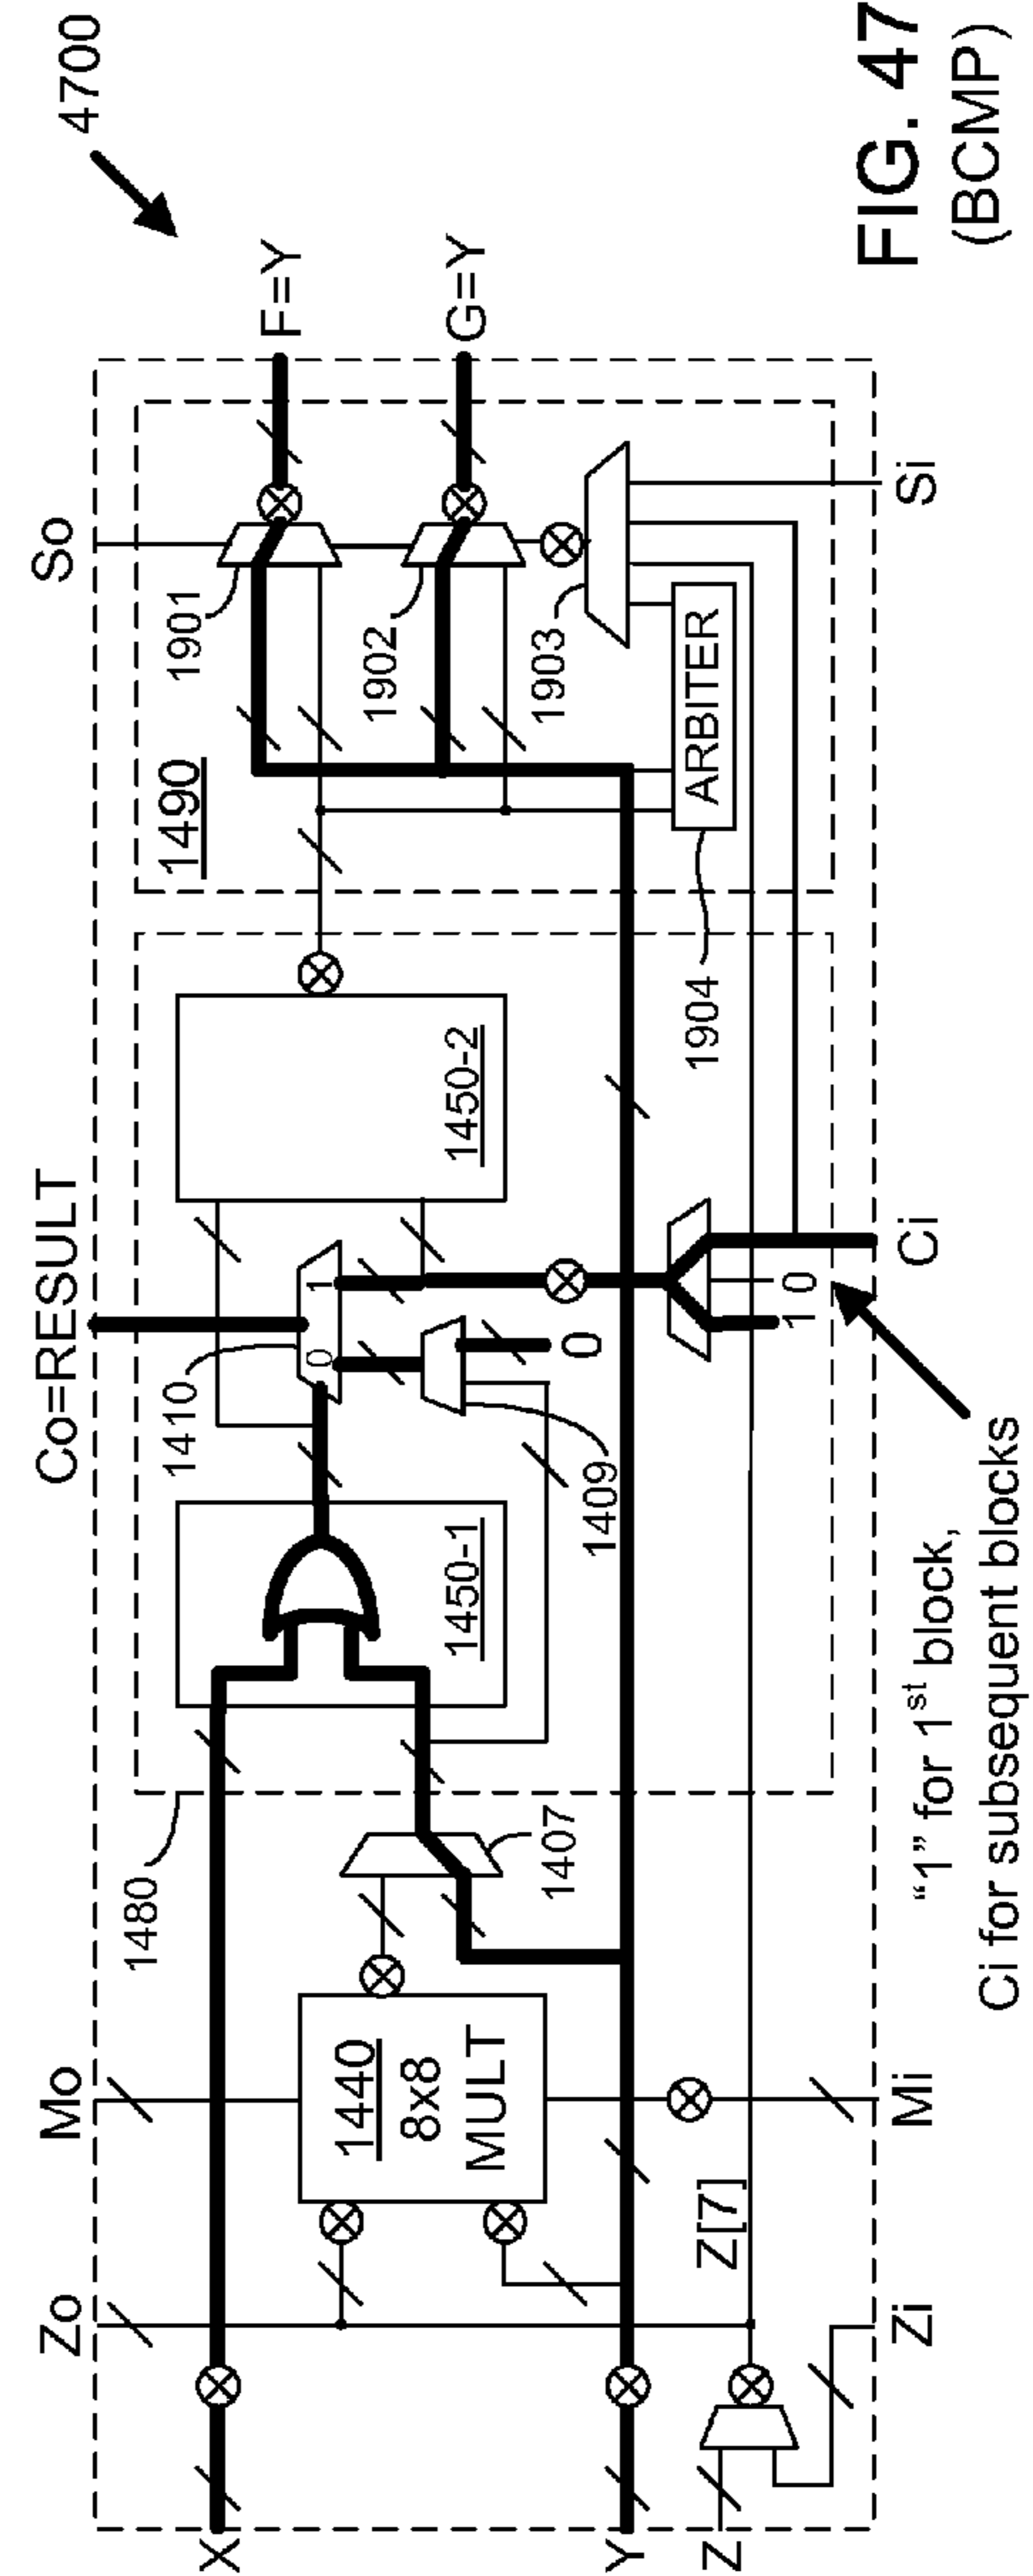 4700
So
Co=RESULT
Mo
Zo
F=Y
G=Y
1901
1902
1903
1490
ARBITER
1904
1450-2
1410
1
0
0
1409
1450-1
1480
1407
1440
8x8
MULT
Z[7]
X
Y
Z
Zi
Mi
1
0
Ci
Si
"1" for 1st block,
Ci for subsequent blocks
FIG. 47
(BCMP)